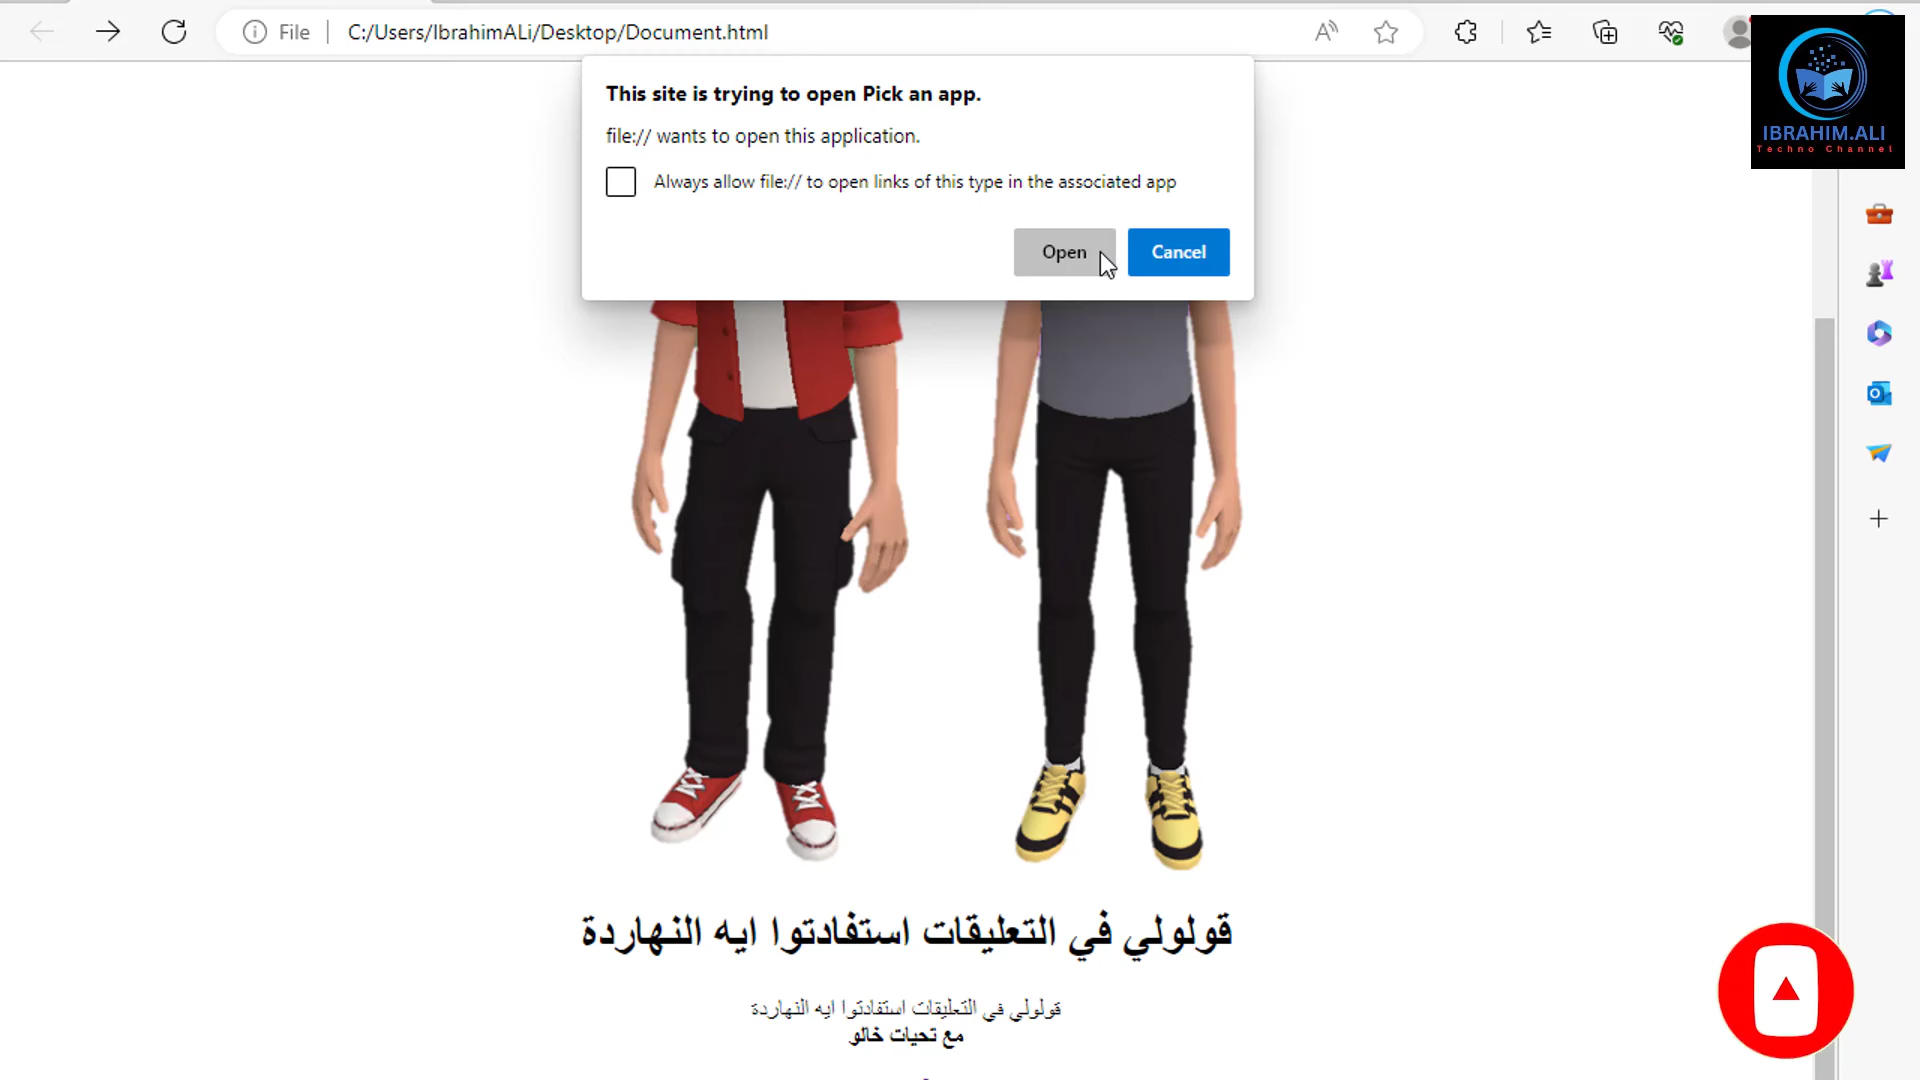 File
C:/Users/IbrahimALi/Desktop/Document.html
This site is trying to open Pick an app.
file:// wants to open this application.
Always allow file:// to open links of this type in the associated app
Open
Cancel
IBRAHIM.ALI
Techno Channel
قولولي في التعليقات استفادتوا ايه النهاردة
قولولي في التعليقات استفادتوا ايه النهاردة
مع تحيات خالو